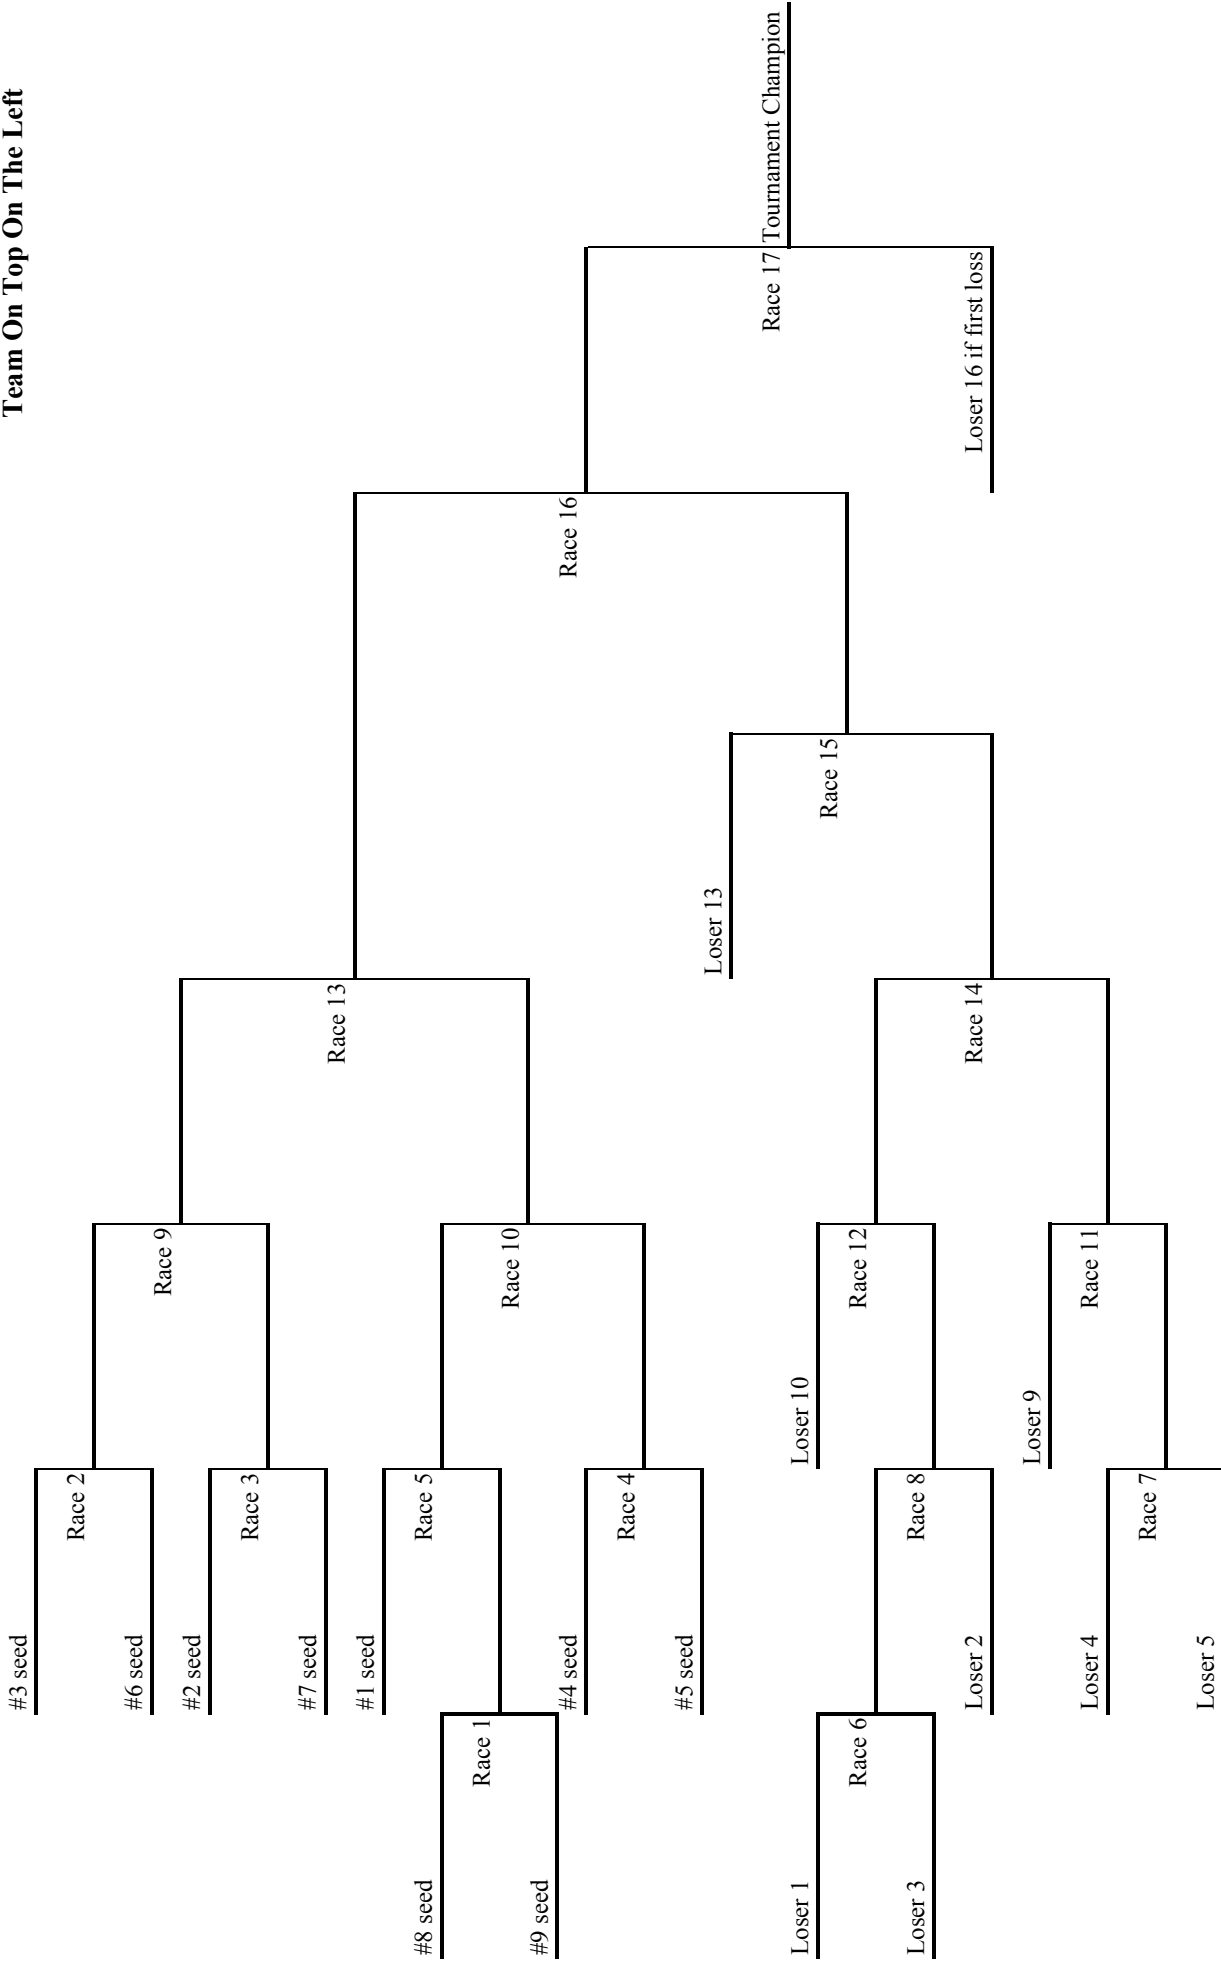 Team On Top On The Left
#3 seed
Race 2
#6 seed
Race 9
#2 seed
Race 3
#7 seed
Race 13
#1 seed
Race 5
#8 seed
Race 1
#9 seed
Race 10
#4 seed
Race 4
#5 seed
Race 16
Race 17
Tournament Champion
Loser 13
Race 15
Loser 10
Race 12
Loser 1
Race 6
Loser 3
Race 8
Loser 2
Race 14
Loser 16 if first loss
Loser 9
Race 11
Loser 4
Race 7
Loser 5